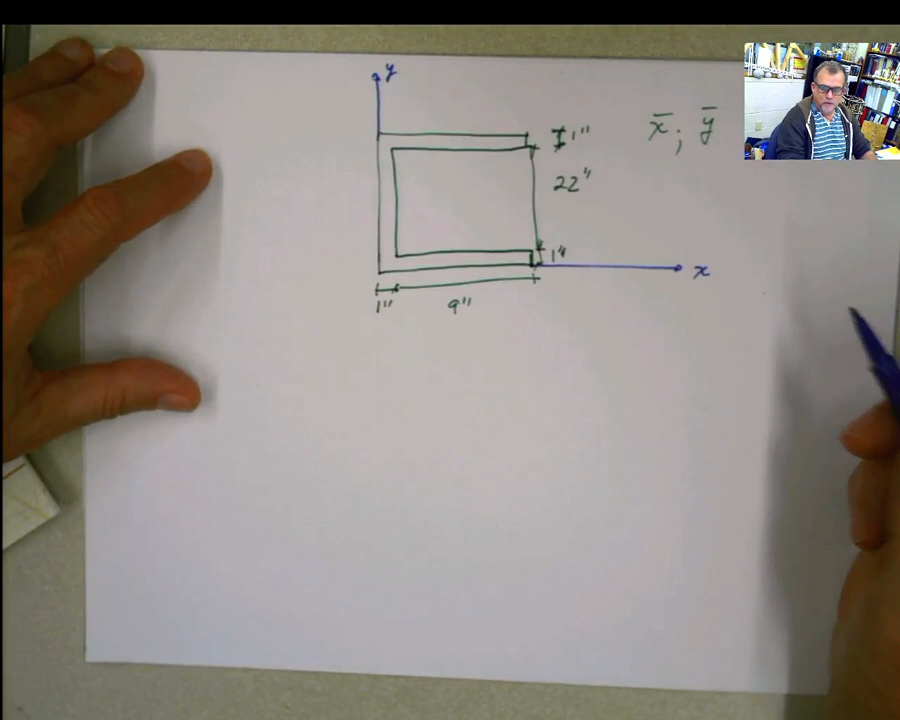 y
1"
x̄ ; ȳ
22"
1"
x
1"
9"